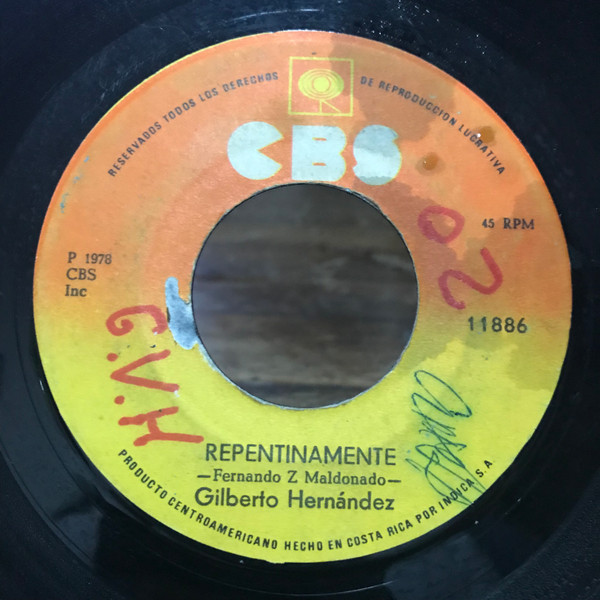 RESERVADOS TODOS LOS DERECHOS DE REPRODUCCION LUCRATIVA
CBS
45 RPM
P 1978
CBS
Inc
20
11886
G.V.H
REPENTINAMENTE
—Fernando Z Maldonado—
Gilberto Hernández
PRODUCTO CENTROAMERICANO HECHO EN COSTA RICA POR INDICA, S.A